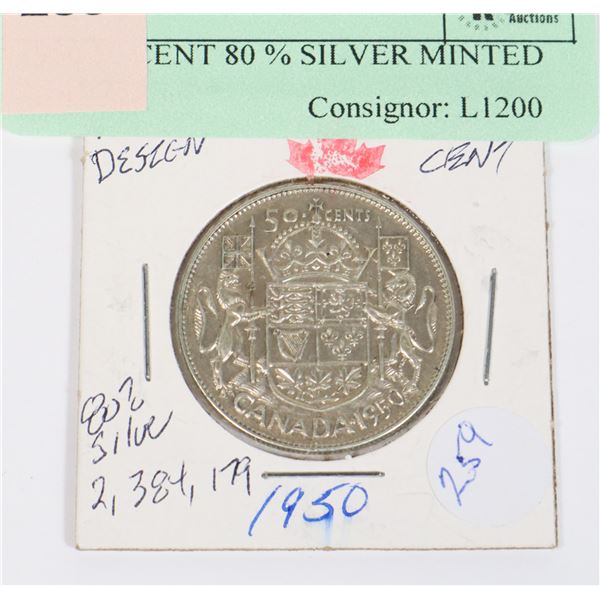 Auctions
CENT 80 % SILVER MINTED
Consignor: L1200
DESIGN
CENT
50 CENTS
CANADA 1950
80%
Silver
2,384,179
1950
259